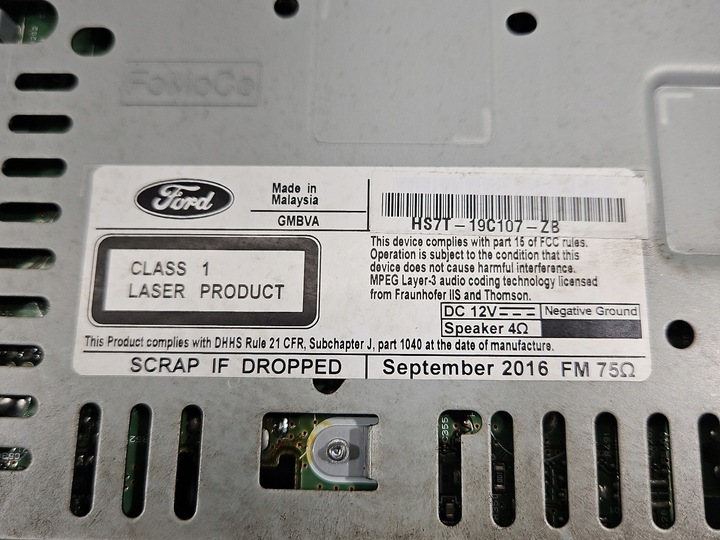 FoMoCo
Ford
Made in
Malaysia
GMBVA
HS7T-19C107-ZB
CLASS 1
LASER PRODUCT
This device complies with part 15 of FCC rules.
Operation is subject to the condition that this
device does not cause harmful interference.
MPEG Layer-3 audio coding technology licensed
from Fraunhofer IIS and Thomson.
DC 12V⎓ Negative Ground
Speaker 4Ω
This Product complies with DHHS Rule 21 CFR, Subchapter J, part 1040 at the date of manufacture.
SCRAP IF DROPPED September 2016 FM 75Ω